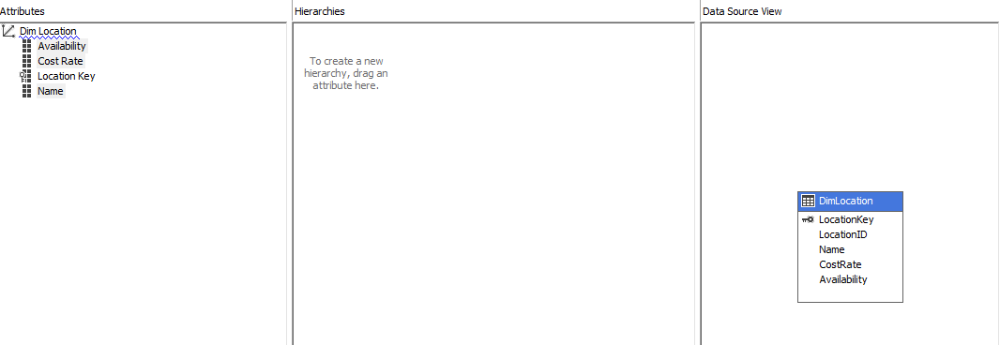 Attributes
Dim Location
Availability
Cost Rate
Location Key
Name
Hierarchies
To create a new
hierarchy, drag an
attribute here.
Data Source View
DimLocation
LocationKey
LocationID
Name
CostRate
Availability